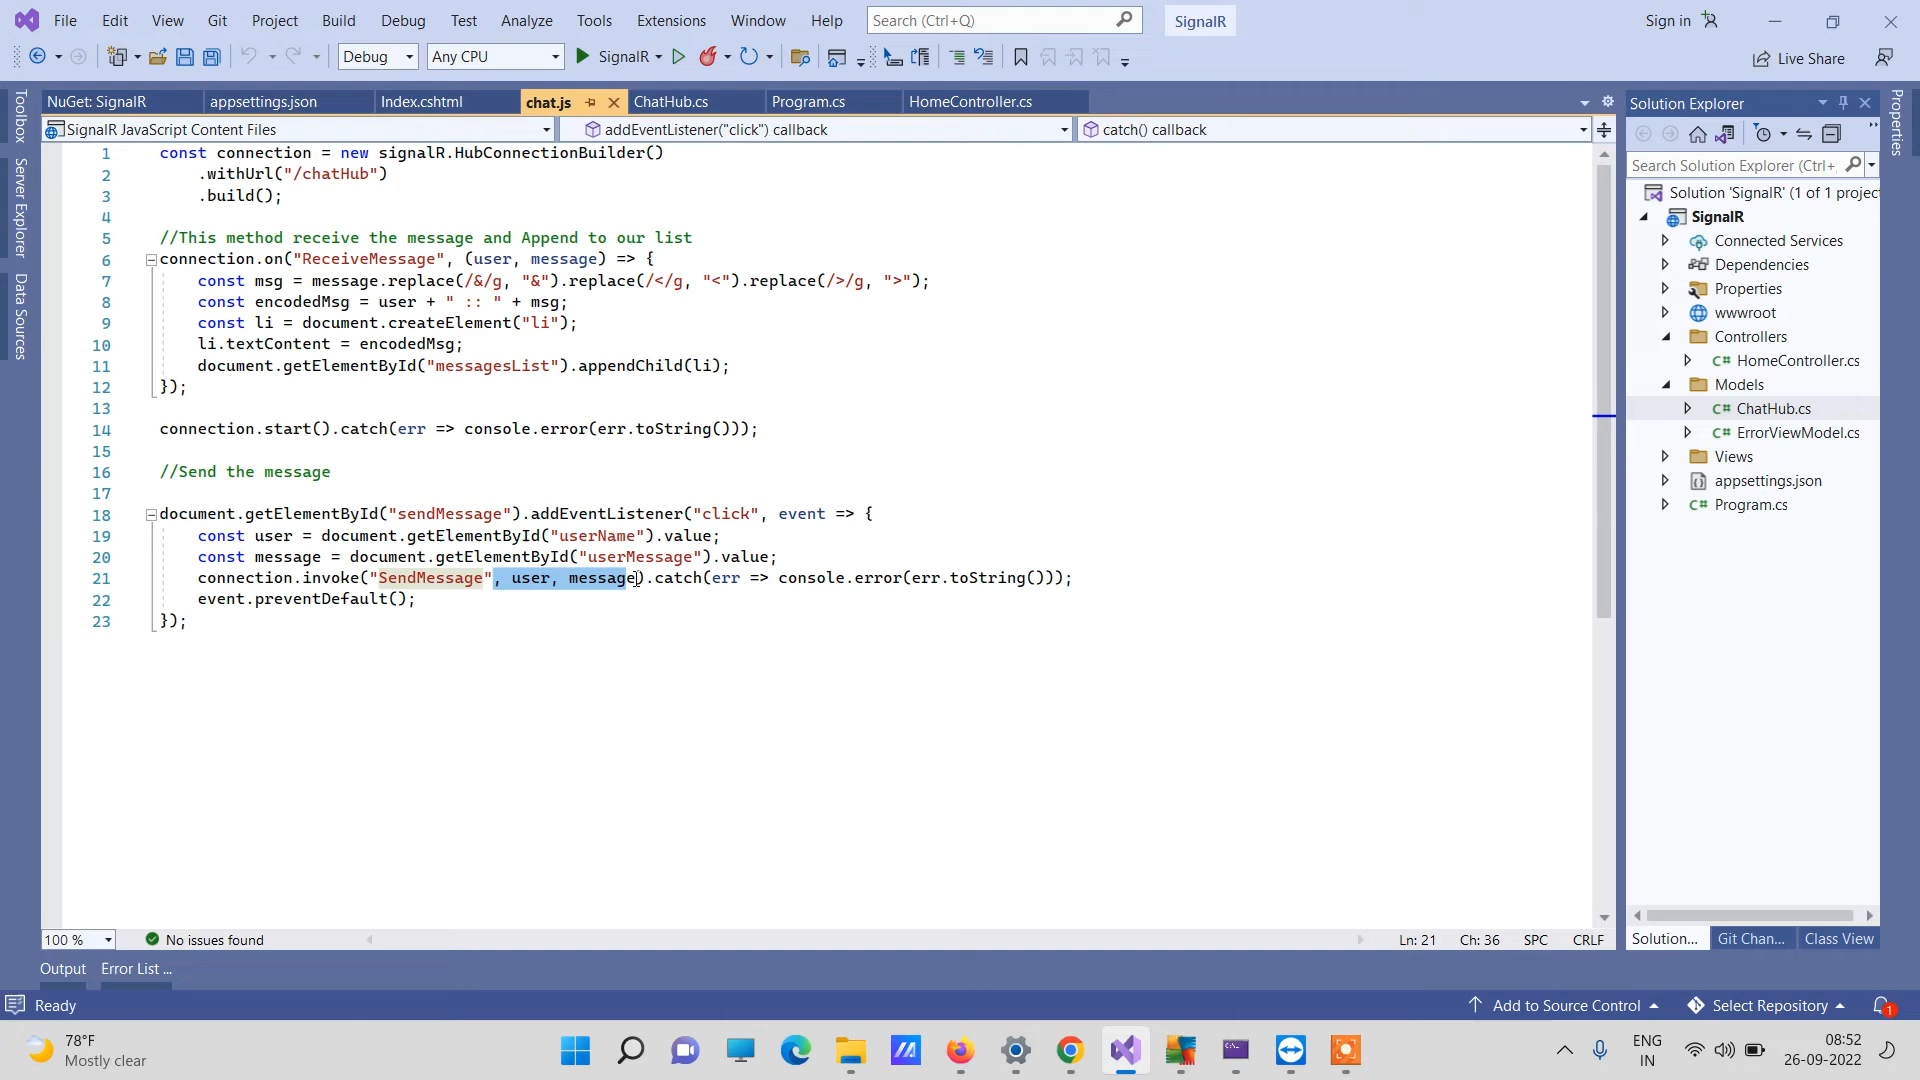 File Edit View Git Project Build Debug Test Analyze Tools Extensions Window Help Search (Ctrl+Q) SignalR Sign in
Debug Any CPU SignalR Live Share
NuGet: SignalR appsettings.json Index.cshtml chat.js ChatHub.cs Program.cs HomeController.cs
SignalR JavaScript Content Files addEventListener("click") callback catch() callback
1 const connection = new signalR.HubConnectionBuilder()
2 .withUrl("/chatHub")
3 .build();
4
5 //This method receive the message and Append to our list
6 connection.on("ReceiveMessage", (user, message) => {
7 const msg = message.replace(/&/g, "&").replace(/</g, "<").replace(/>/g, ">");
8 const encodedMsg = user + " :: " + msg;
9 const li = document.createElement("li");
10 li.textContent = encodedMsg;
11 document.getElementById("messagesList").appendChild(li);
12 });
13
14 connection.start().catch(err => console.error(err.toString()));
15
16 //Send the message
17
18 document.getElementById("sendMessage").addEventListener("click", event => {
19 const user = document.getElementById("userName").value;
20 const message = document.getElementById("userMessage").value;
21 connection.invoke("SendMessage", user, message).catch(err => console.error(err.toString()));
22 event.preventDefault();
23 });
100 % No issues found Ln: 21 Ch: 36 SPC CRLF
Toolbox
Server Explorer
Data Sources
Solution Explorer
Search Solution Explorer (Ctrl+;
Solution 'SignalR' (1 of 1 project
SignalR
Connected Services
Dependencies
Properties
wwwroot
Controllers
C# HomeController.cs
Models
C# ChatHub.cs
C# ErrorViewModel.cs
Views
appsettings.json
C# Program.cs
Solution... Git Chan... Class View
Properties
Output Error List ...
Ready Add to Source Control Select Repository 1
78°F
Mostly clear
ENG
IN
08:52
26-09-2022